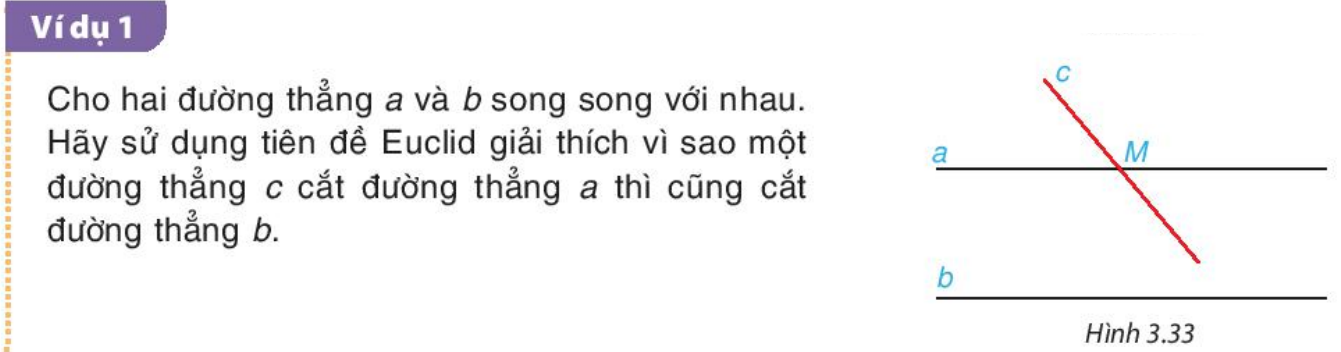 Ví dụ 1
Cho hai đường thẳng a và b song song với nhau.
Hãy sử dụng tiên đề Euclid giải thích vì sao một
đường thẳng c cắt đường thẳng a thì cũng cắt
đường thẳng b.
c
a
M
b
Hình 3.33